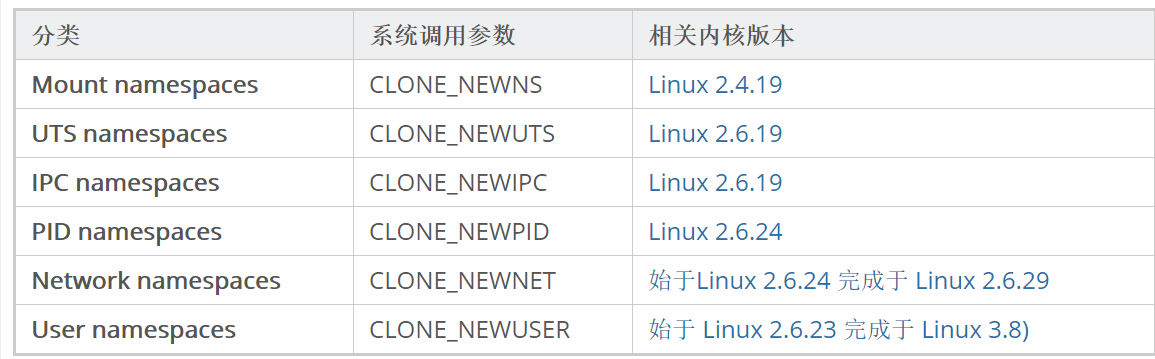 分类 系统调用参数 相关内核版本
Mount namespaces CLONE_NEWNS Linux 2.4.19
UTS namespaces CLONE_NEWUTS Linux 2.6.19
IPC namespaces CLONE_NEWIPC Linux 2.6.19
PID namespaces CLONE_NEWPID Linux 2.6.24
Network namespaces CLONE_NEWNET 始于Linux 2.6.24 完成于 Linux 2.6.29
User namespaces CLONE_NEWUSER 始于 Linux 2.6.23 完成于 Linux 3.8)